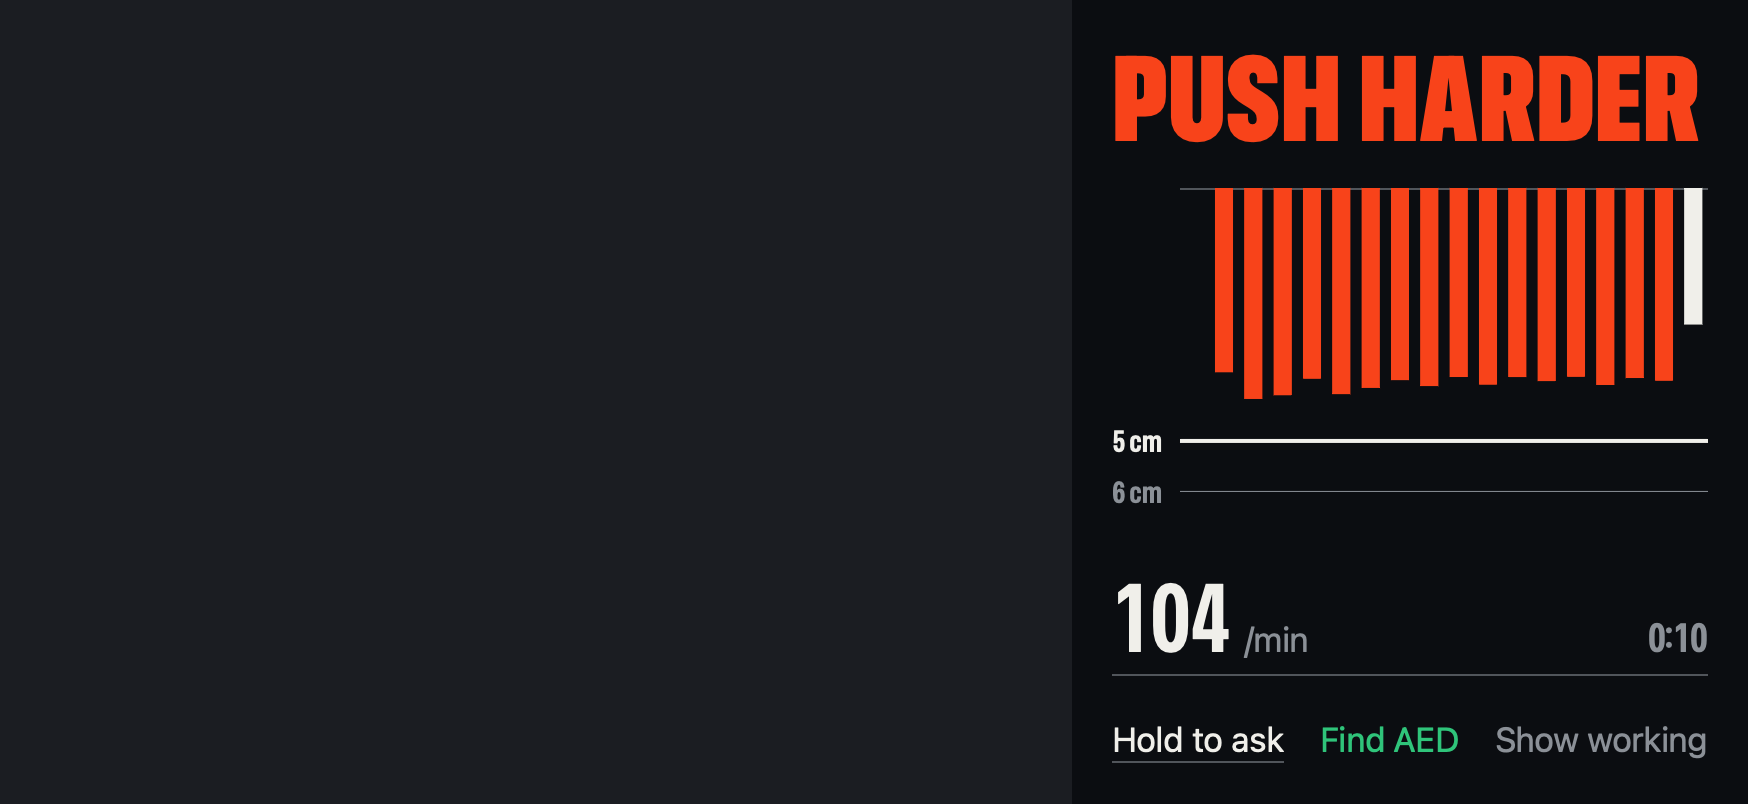 PUSH HARDER
5 cm
6 cm
104 /min 0:10
Hold to ask Find AED Show working